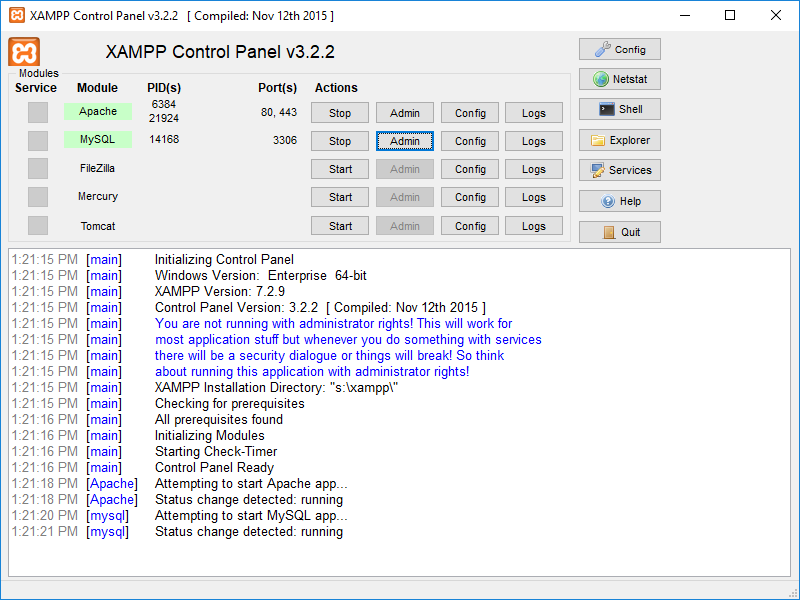 XAMPP Control Panel v3.2.2 [ Compiled: Nov 12th 2015 ]
XAMPP Control Panel v3.2.2
Config
Modules
Service Module PID(s) Port(s) Actions
Netstat
Apache 6384 80, 443 Stop Admin Config Logs
21924
Shell
MySQL 14168 3306 Stop Admin Config Logs
Explorer
FileZilla Start Admin Config Logs
Services
Mercury Start Admin Config Logs
Help
Tomcat Start Admin Config Logs
Quit
1:21:15 PM [main] Initializing Control Panel
1:21:15 PM [main] Windows Version: Enterprise 64-bit
1:21:15 PM [main] XAMPP Version: 7.2.9
1:21:15 PM [main] Control Panel Version: 3.2.2 [ Compiled: Nov 12th 2015 ]
1:21:15 PM [main] You are not running with administrator rights! This will work for
1:21:15 PM [main] most application stuff but whenever you do something with services
1:21:15 PM [main] there will be a security dialogue or things will break! So think
1:21:15 PM [main] about running this application with administrator rights!
1:21:15 PM [main] XAMPP Installation Directory: "s:\xampp\"
1:21:15 PM [main] Checking for prerequisites
1:21:16 PM [main] All prerequisites found
1:21:16 PM [main] Initializing Modules
1:21:16 PM [main] Starting Check-Timer
1:21:16 PM [main] Control Panel Ready
1:21:18 PM [Apache] Attempting to start Apache app...
1:21:18 PM [Apache] Status change detected: running
1:21:20 PM [mysql] Attempting to start MySQL app...
1:21:21 PM [mysql] Status change detected: running